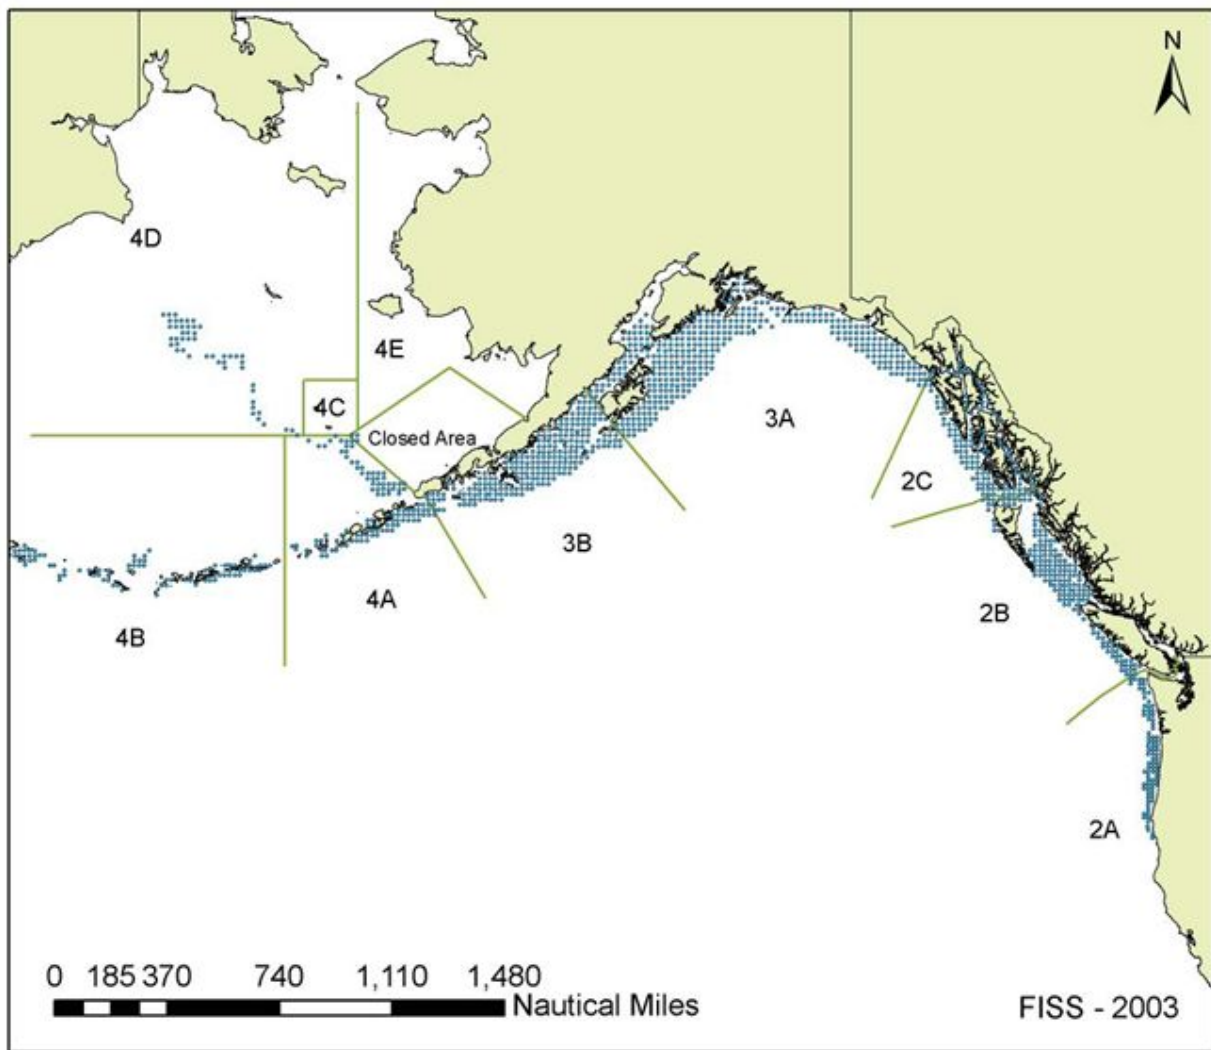 N
4D
4E
4C
Closed Area
3A
2C
3B
4A
2B
4B
2A
0 185 370 740 1,110 1,480
Nautical Miles
FISS - 2003